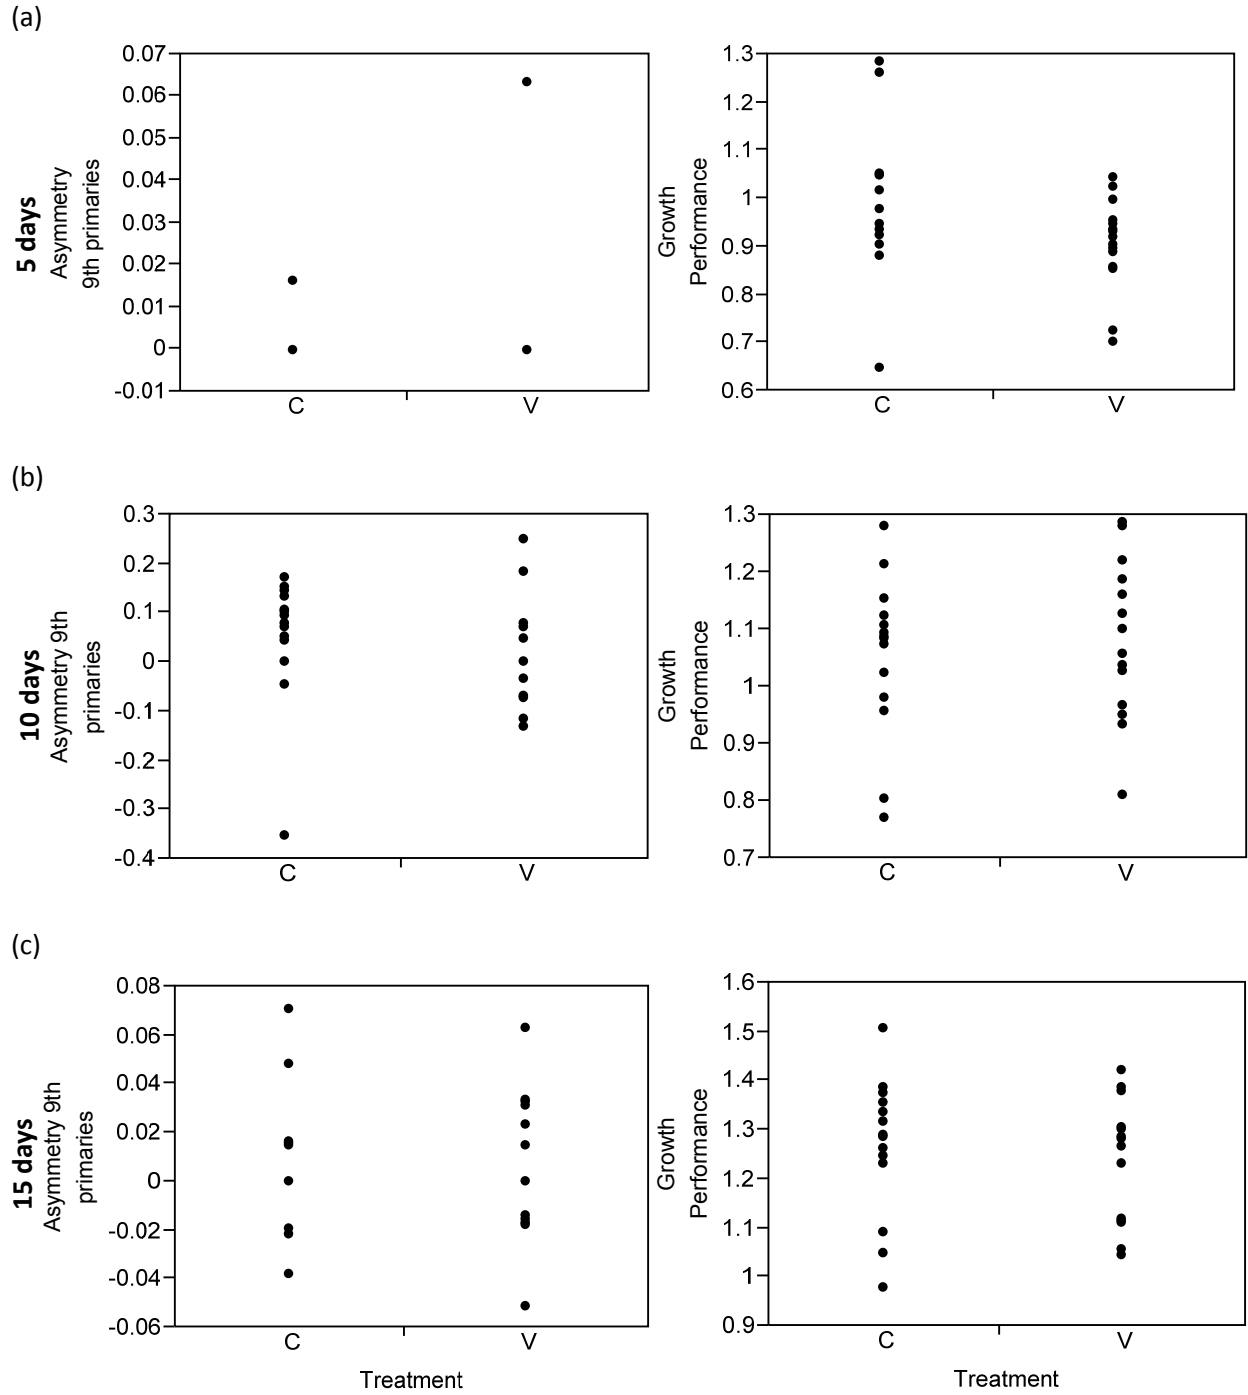 (a)
5 days
Asymmetry
9th primaries
0.07
0.06
0.05
0.04
0.03
0.02
0.01
0
-0.01
C
V
Growth
Performance
1.3
1.2
1.1
1
0.9
0.8
0.7
0.6
C
V
(b)
10 days
Asymmetry 9th
primaries
0.3
0.2
0.1
0
-0.1
-0.2
-0.3
-0.4
C
V
Growth
Performance
1.3
1.2
1.1
1
0.9
0.8
0.7
C
V
(c)
15 days
Asymmetry 9th
primaries
0.08
0.06
0.04
0.02
0
-0.02
-0.04
-0.06
C
V
Treatment
Growth
Performance
1.6
1.5
1.4
1.3
1.2
1.1
1
0.9
C
V
Treatment